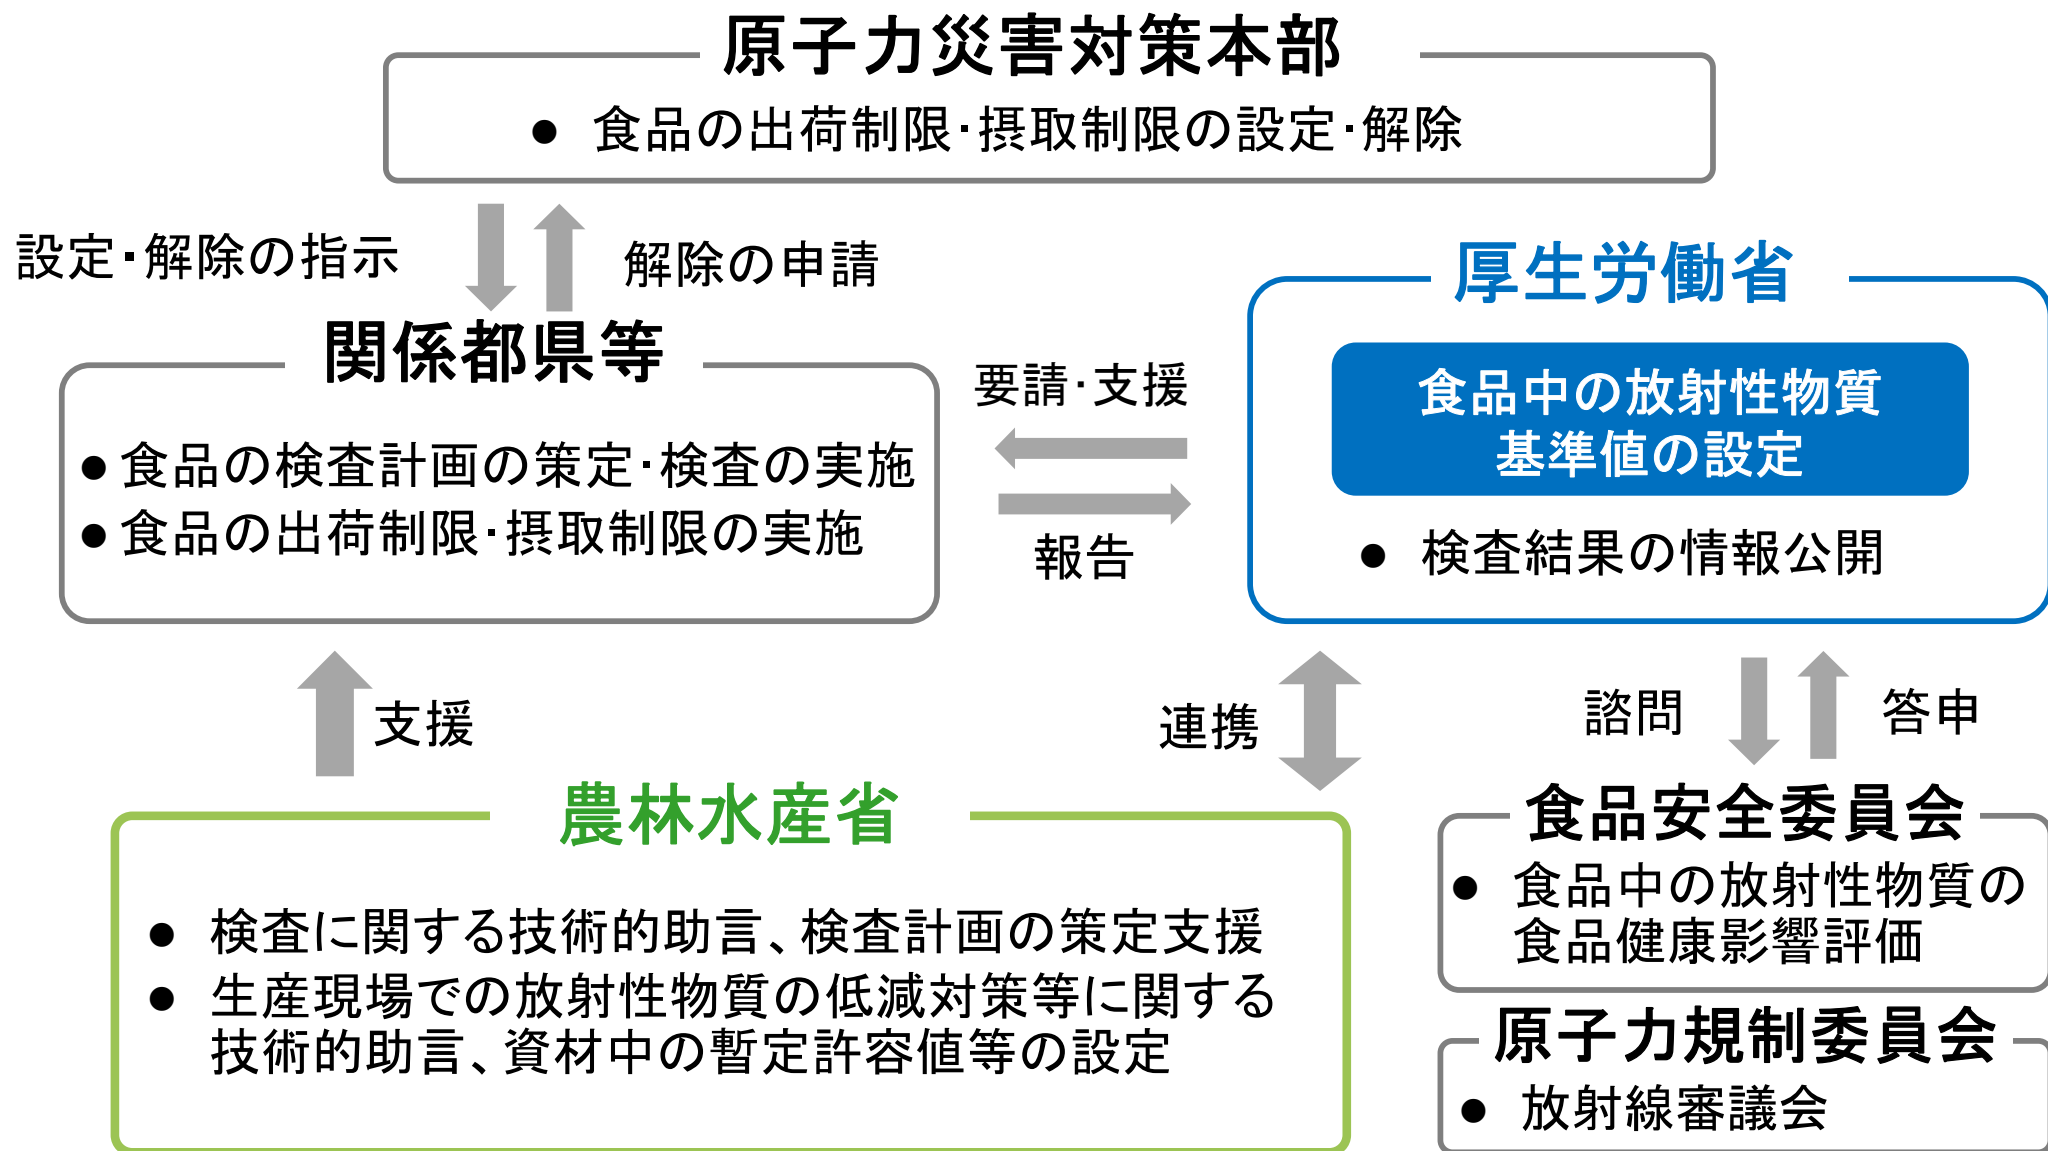 原子力災害対策本部
● 食品の出荷制限･摂取制限の設定･解除
設定･解除の指示
解除の申請
関係都県等
● 食品の検査計画の策定･検査の実施
● 食品の出荷制限･摂取制限の実施
要請･支援
報告
厚生労働省
食品中の放射性物質
基準値の設定
● 検査結果の情報公開
支援
連携
諮問
答申
農林水産省
● 検査に関する技術的助言、検査計画の策定支援
● 生産現場での放射性物質の低減対策等に関する
技術的助言、資材中の暫定許容値等の設定
食品安全委員会
● 食品中の放射性物質の
食品健康影響評価
原子力規制委員会
● 放射線審議会